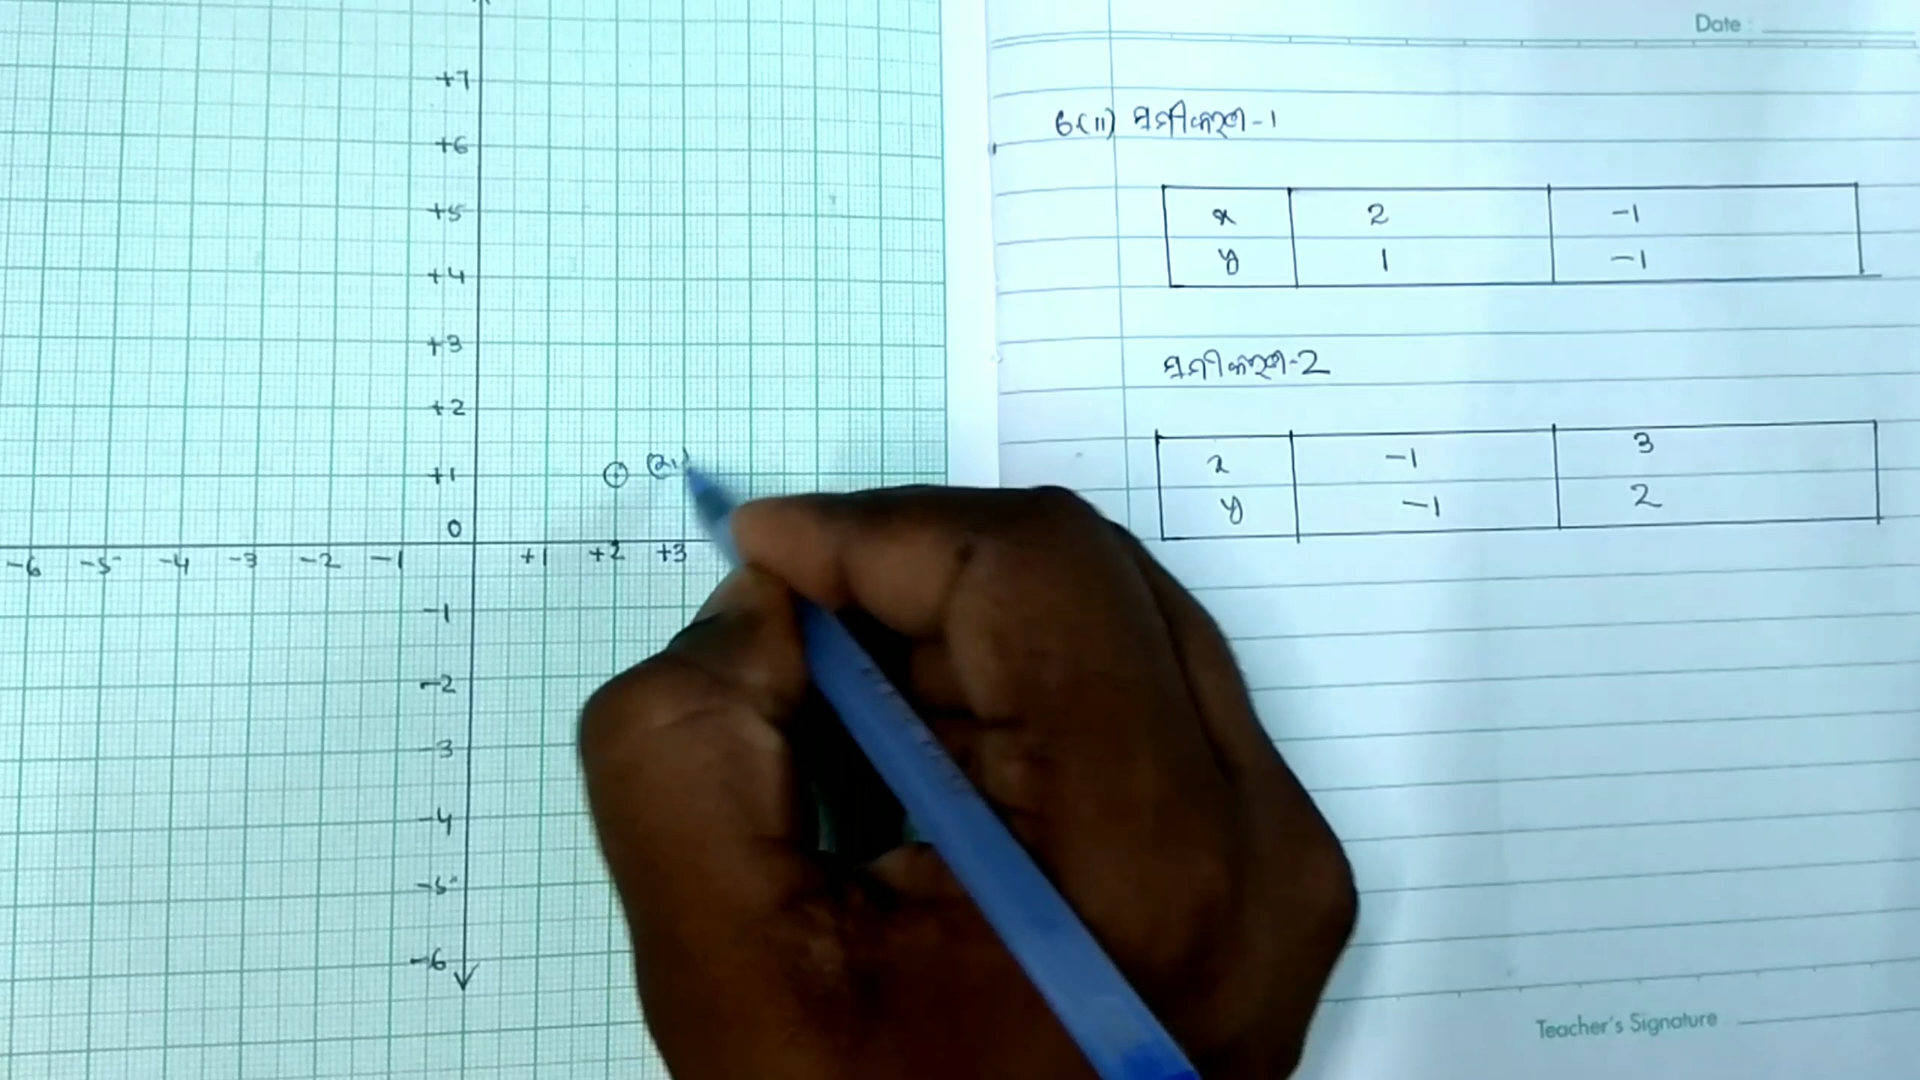 +7
+6
+5
+4
+3
+2
+1
(2,1)
0
-6 -5 -4 -3 -2 -1 +1 +2 +3
-1
-2
-3
-4
-5
-6
Date :
6(ii) ସମୀକରଣ-1
x 2 -1
y 1 -1
ସମୀକରଣ-2
x -1 3
y -1 2
Teacher's Signature